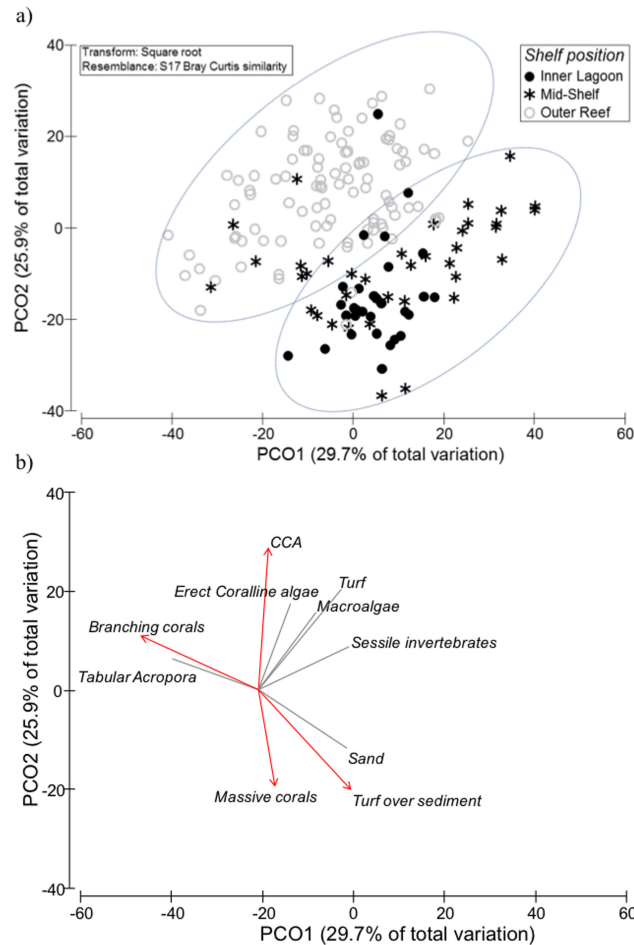 a)
Transform: Square root
Resemblance: S17 Bray Curtis similarity
Shelf position
Inner Lagoon
Mid-Shelf
Outer Reef
40
20
0
-20
-40
PCO2 (25.9% of total variation)
-60 -40 -20 0 20 40 60
PCO1 (29.7% of total variation)
b)
40
20
0
-20
-40
PCO2 (25.9% of total variation)
CCA
Erect Coralline algae
Turf
Macroalgae
Branching corals
Sessile invertebrates
Tabular Acropora
Sand
Massive corals
Turf over sediment
-60 -40 -20 0 20 40 60
PCO1 (29.7% of total variation)